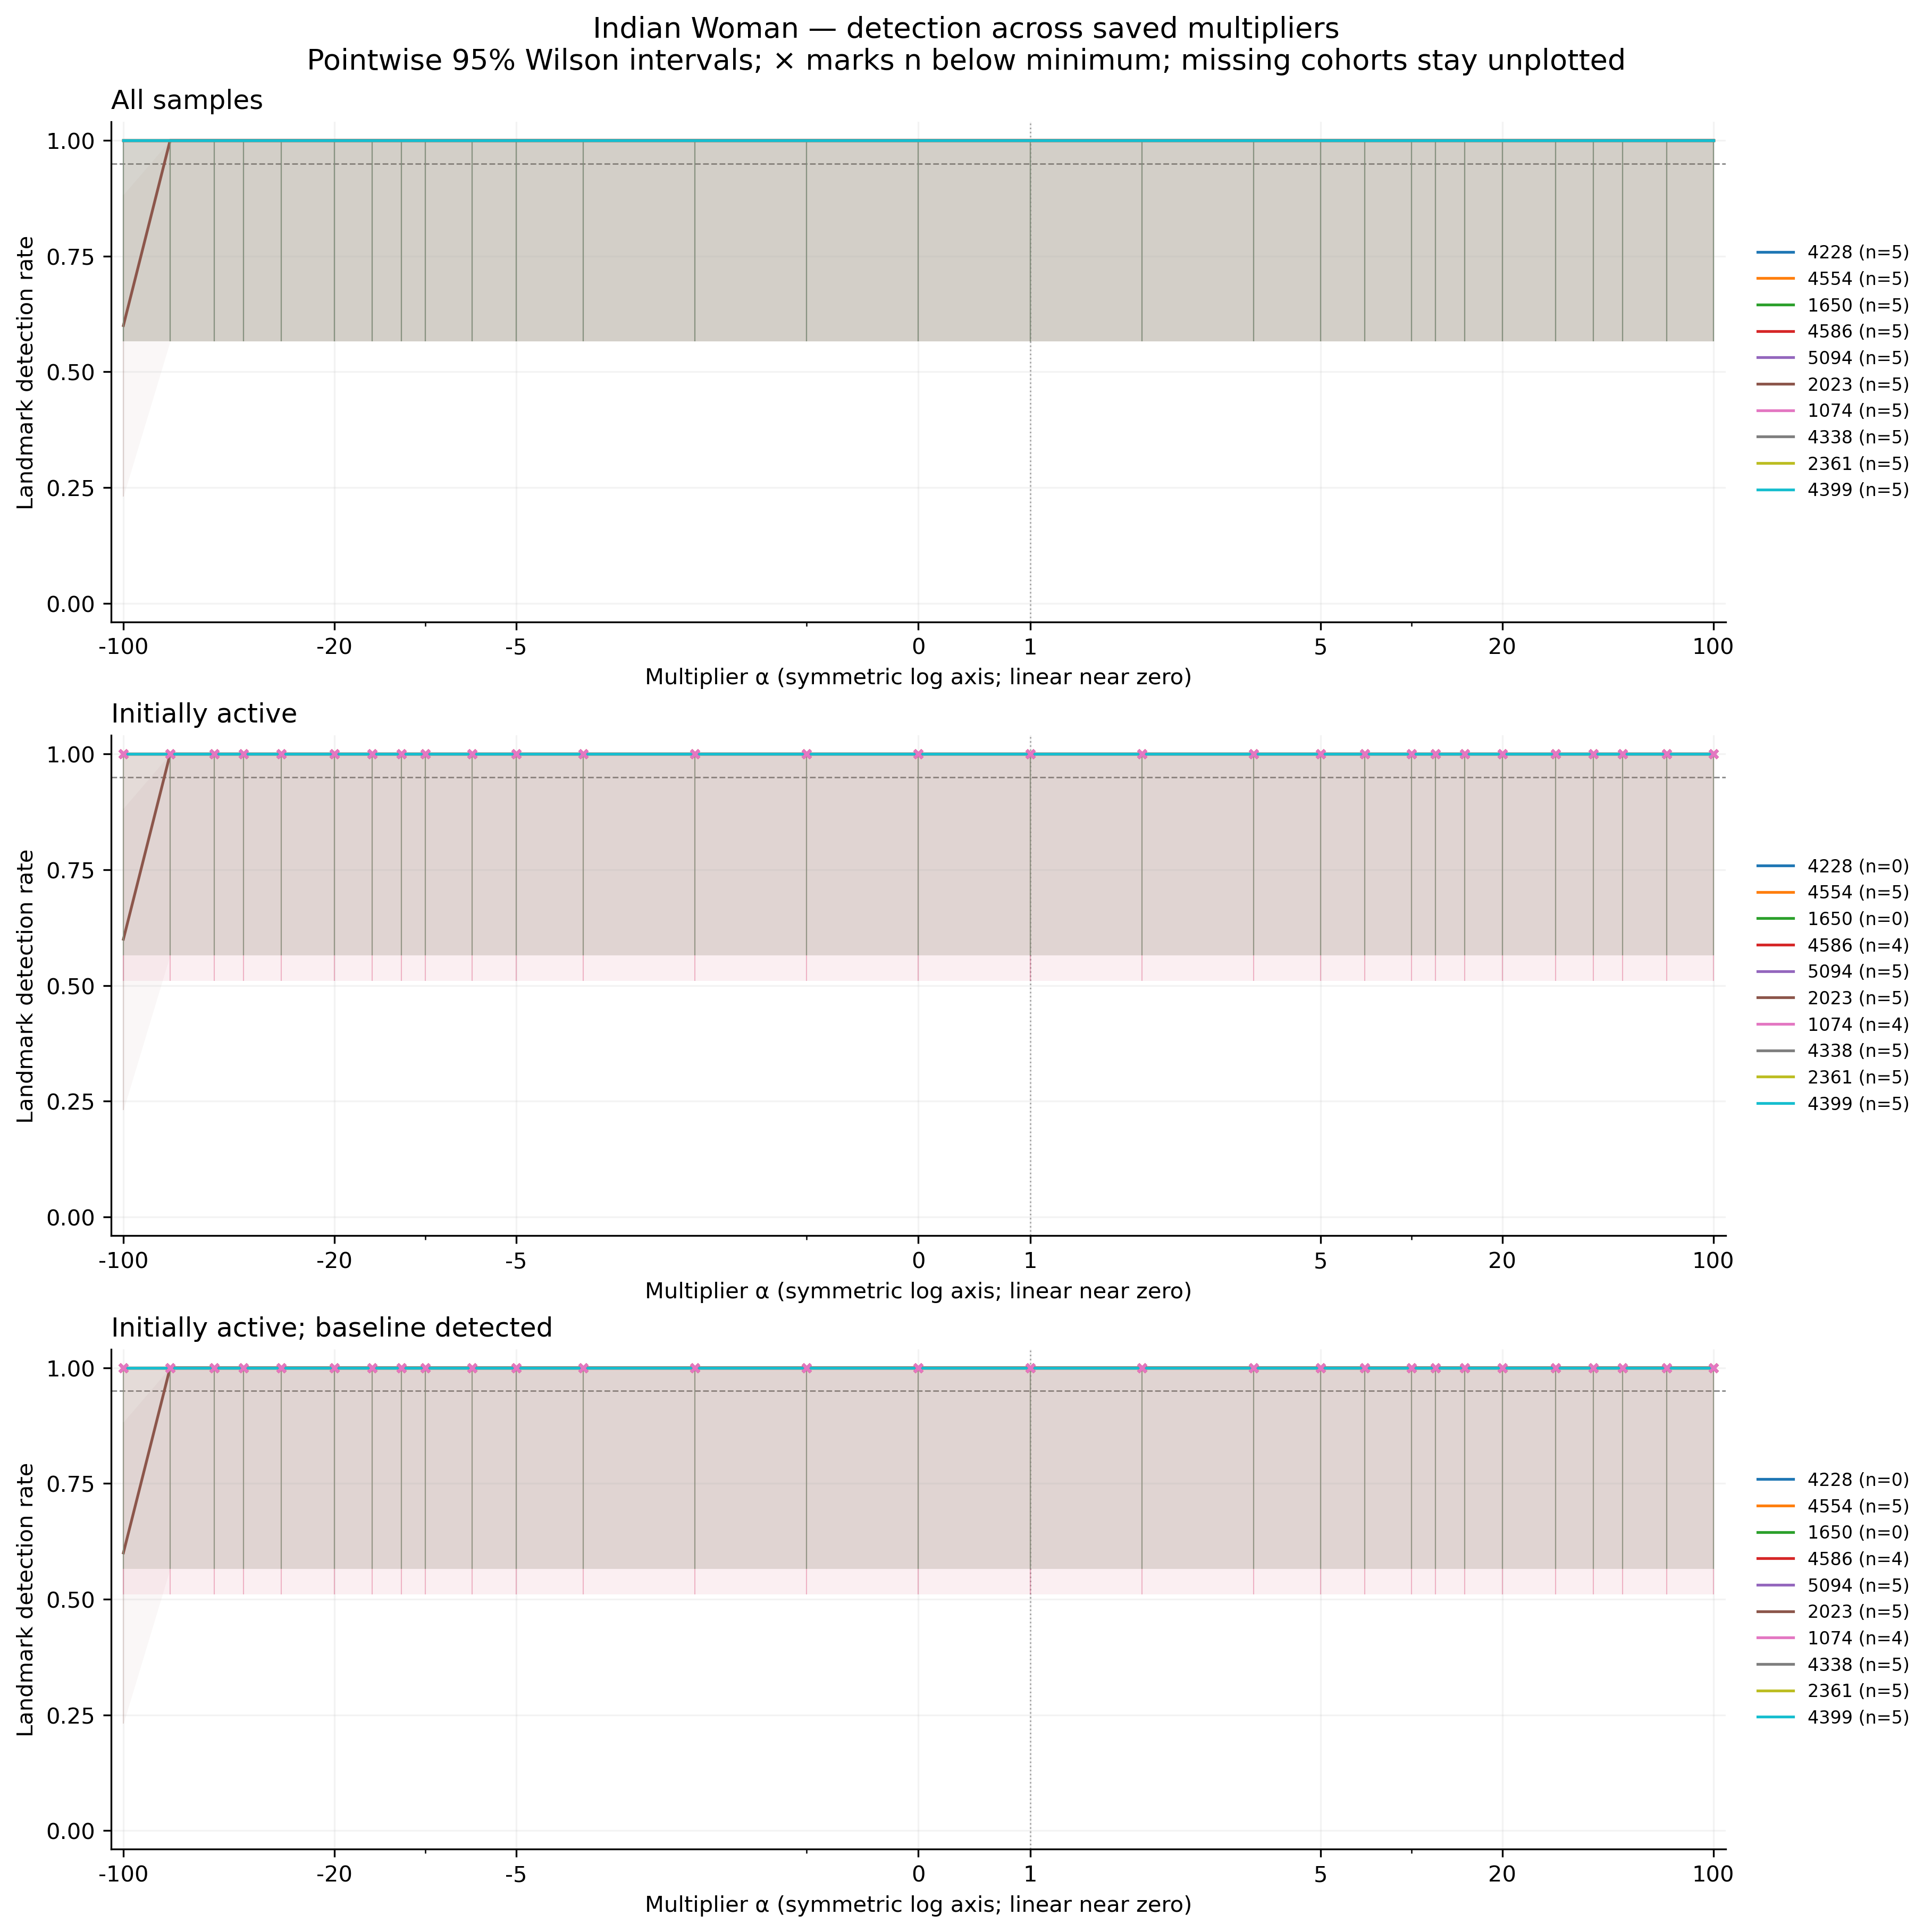 Indian Woman — detection across saved multipliers
Pointwise 95% Wilson intervals; × marks n below minimum; missing cohorts stay unplotted
All samples
Landmark detection rate
1.00
0.75
0.50
0.25
0.00
-100
-20
-5
0
1
5
20
100
Multiplier α (symmetric log axis; linear near zero)
4228 (n=5)
4554 (n=5)
1650 (n=5)
4586 (n=5)
5094 (n=5)
2023 (n=5)
1074 (n=5)
4338 (n=5)
2361 (n=5)
4399 (n=5)
Initially active
Landmark detection rate
1.00
0.75
0.50
0.25
0.00
-100
-20
-5
0
1
5
20
100
Multiplier α (symmetric log axis; linear near zero)
4228 (n=0)
4554 (n=5)
1650 (n=0)
4586 (n=4)
5094 (n=5)
2023 (n=5)
1074 (n=4)
4338 (n=5)
2361 (n=5)
4399 (n=5)
Initially active; baseline detected
Landmark detection rate
1.00
0.75
0.50
0.25
0.00
-100
-20
-5
0
1
5
20
100
Multiplier α (symmetric log axis; linear near zero)
4228 (n=0)
4554 (n=5)
1650 (n=0)
4586 (n=4)
5094 (n=5)
2023 (n=5)
1074 (n=4)
4338 (n=5)
2361 (n=5)
4399 (n=5)